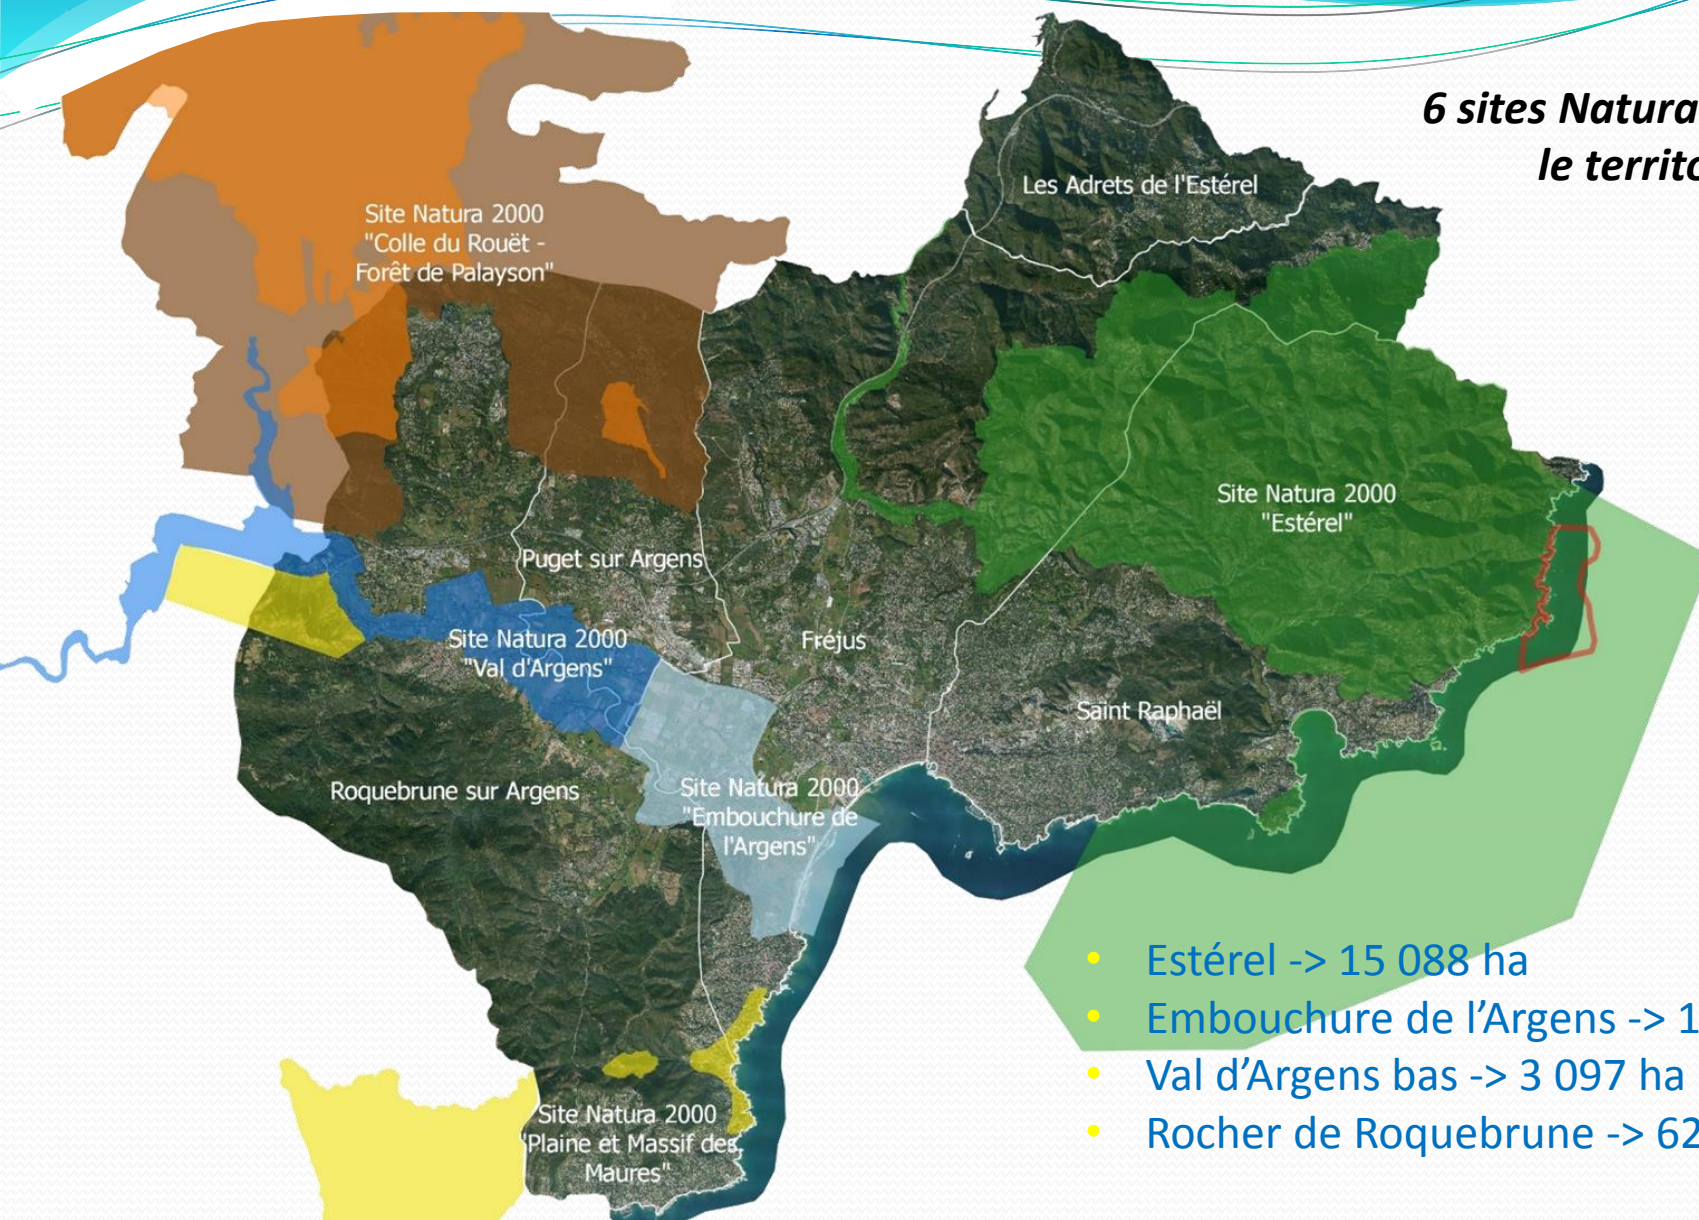 6 sites Natura
le territo
Les Adrets de l'Estérel
Site Natura 2000
"Colle du Rouët -
Forêt de Palayson"
Site Natura 2000
"Estérel"
Puget sur Argens
Fréjus
Site Natura 2000
"Val d'Argens"
Saint Raphaël
Roquebrune sur Argens
Site Natura 2000
"Embouchure de
l'Argens"
• Estérel -> 15 088 ha
• Embouchure de l’Argens -> 1
• Val d’Argens bas -> 3 097 ha
• Rocher de Roquebrune -> 62
Site Natura 2000
"Plaine et Massif des
Maures"